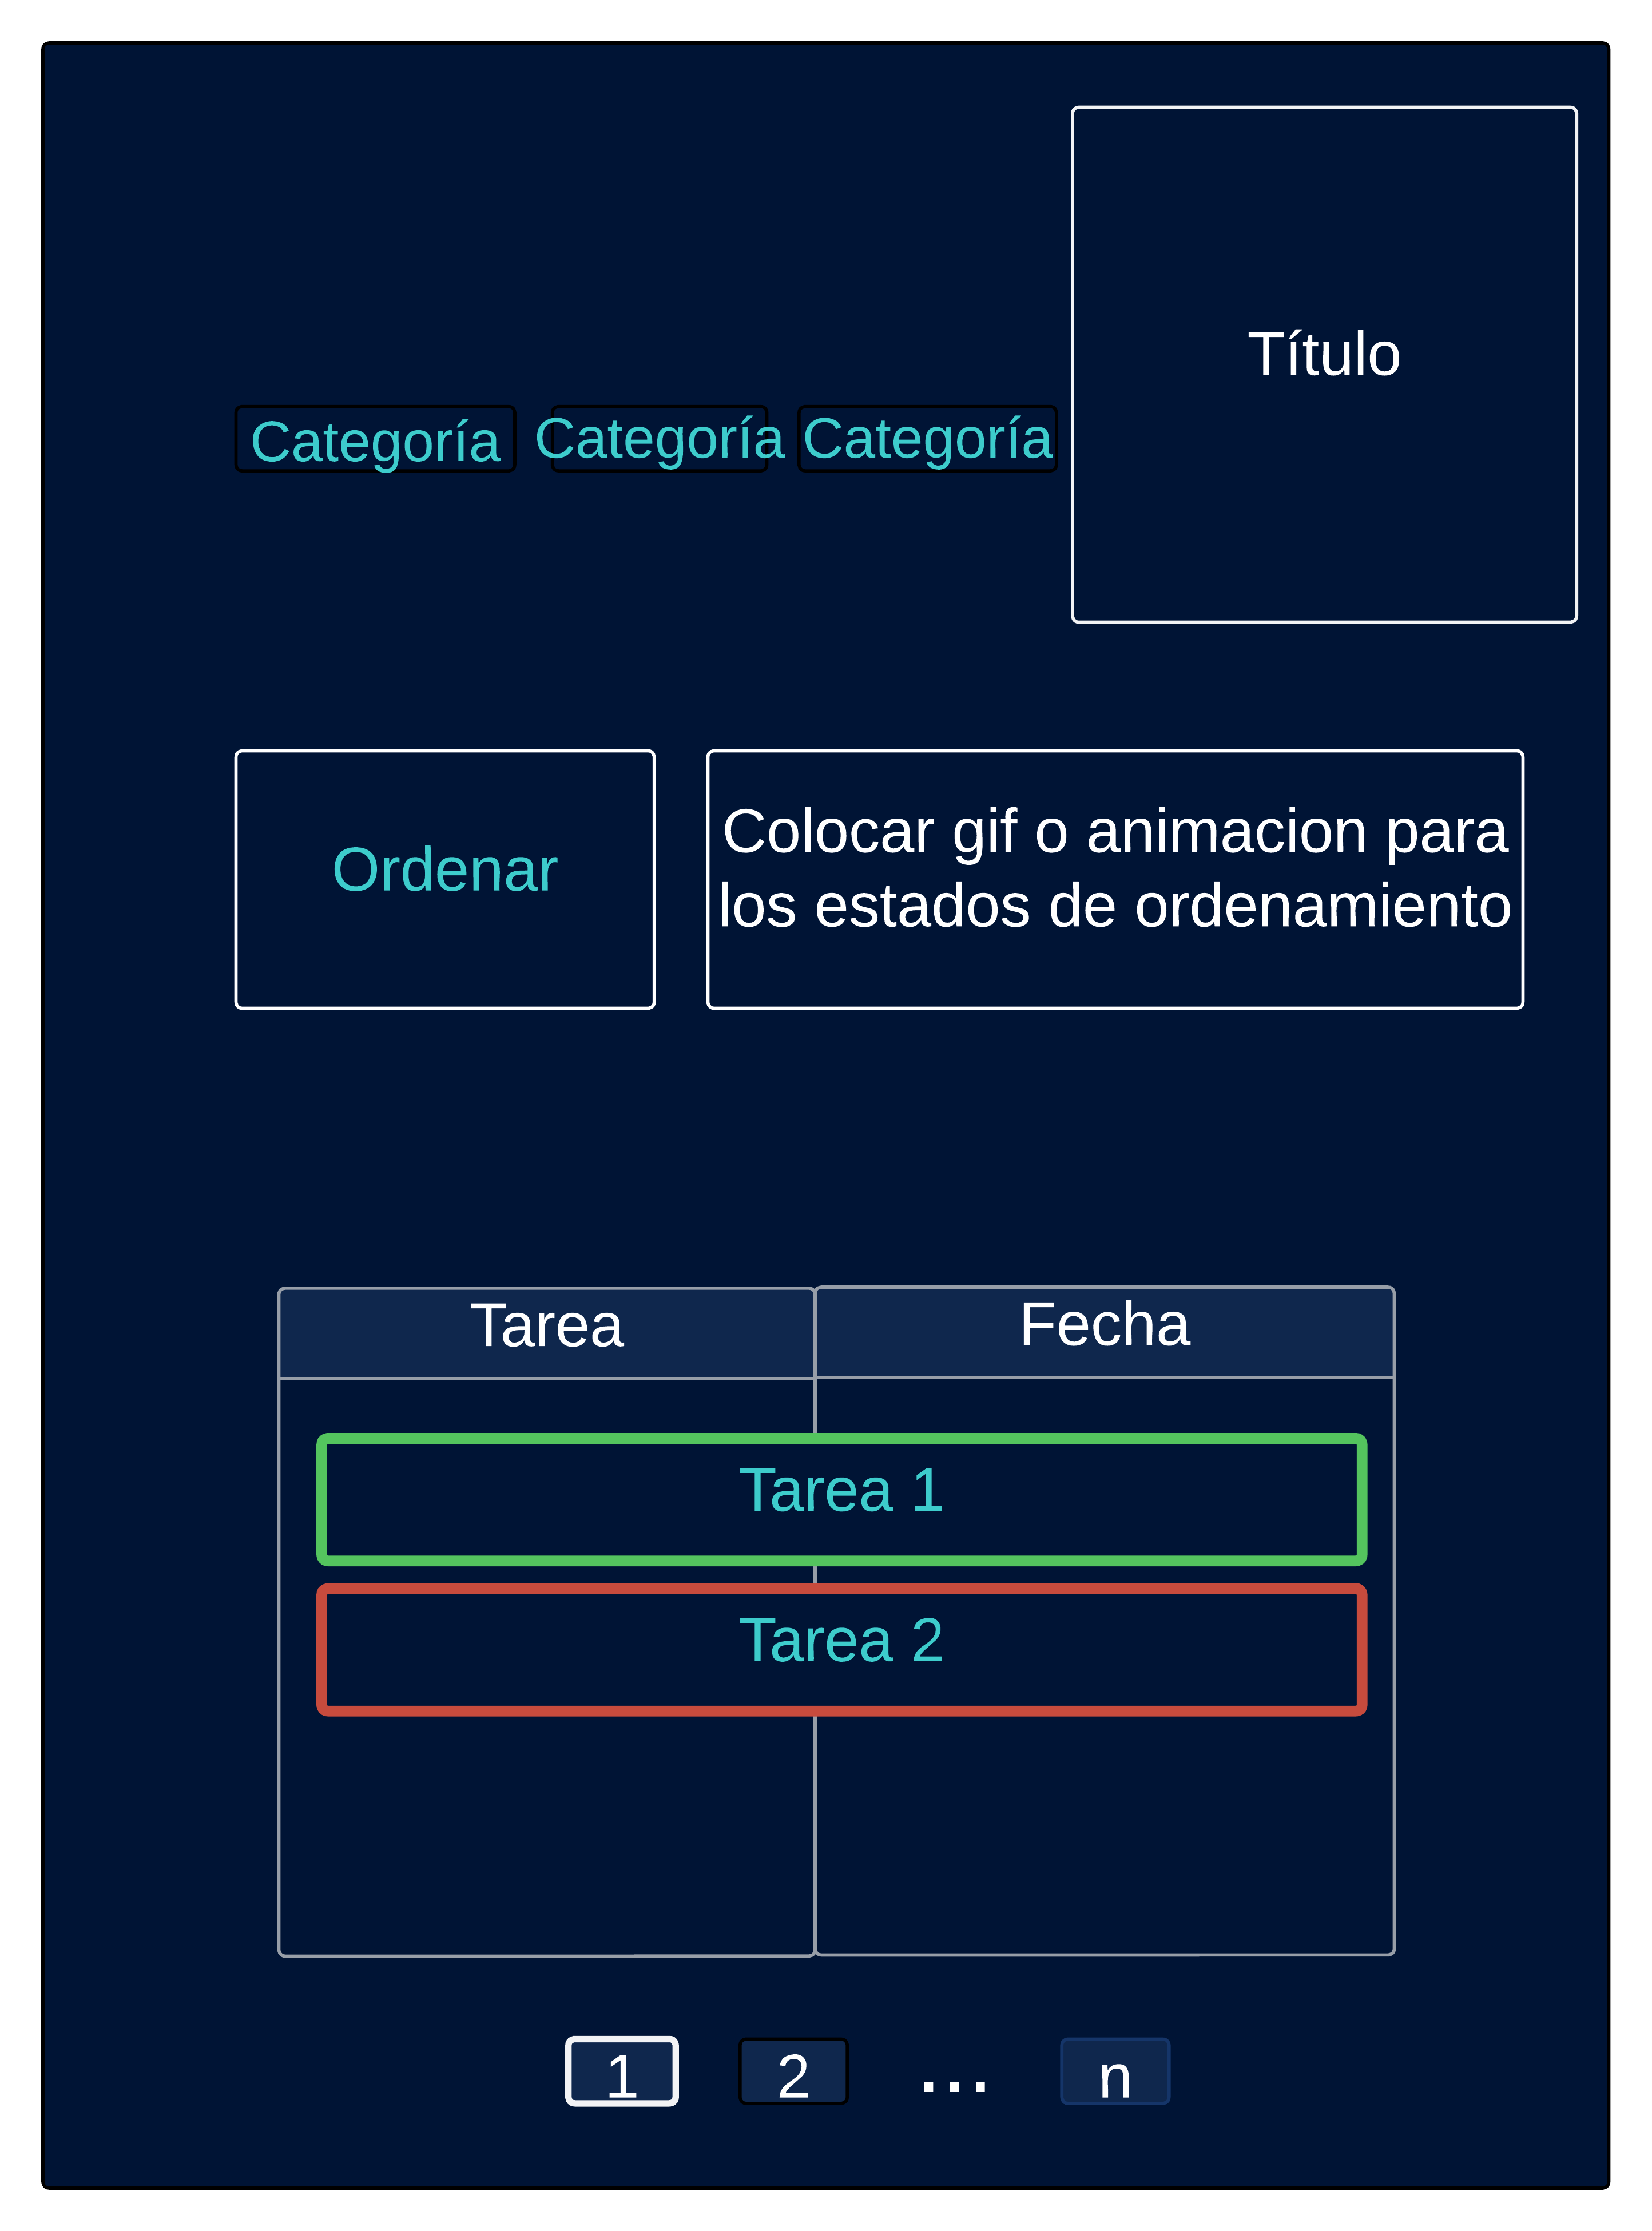 Título
Categoría
Categoría
Categoría
Ordenar
Colocar gif o animacion para
los estados de ordenamiento
Tarea
Fecha
Tarea 1
Tarea 2
1
2
...
n